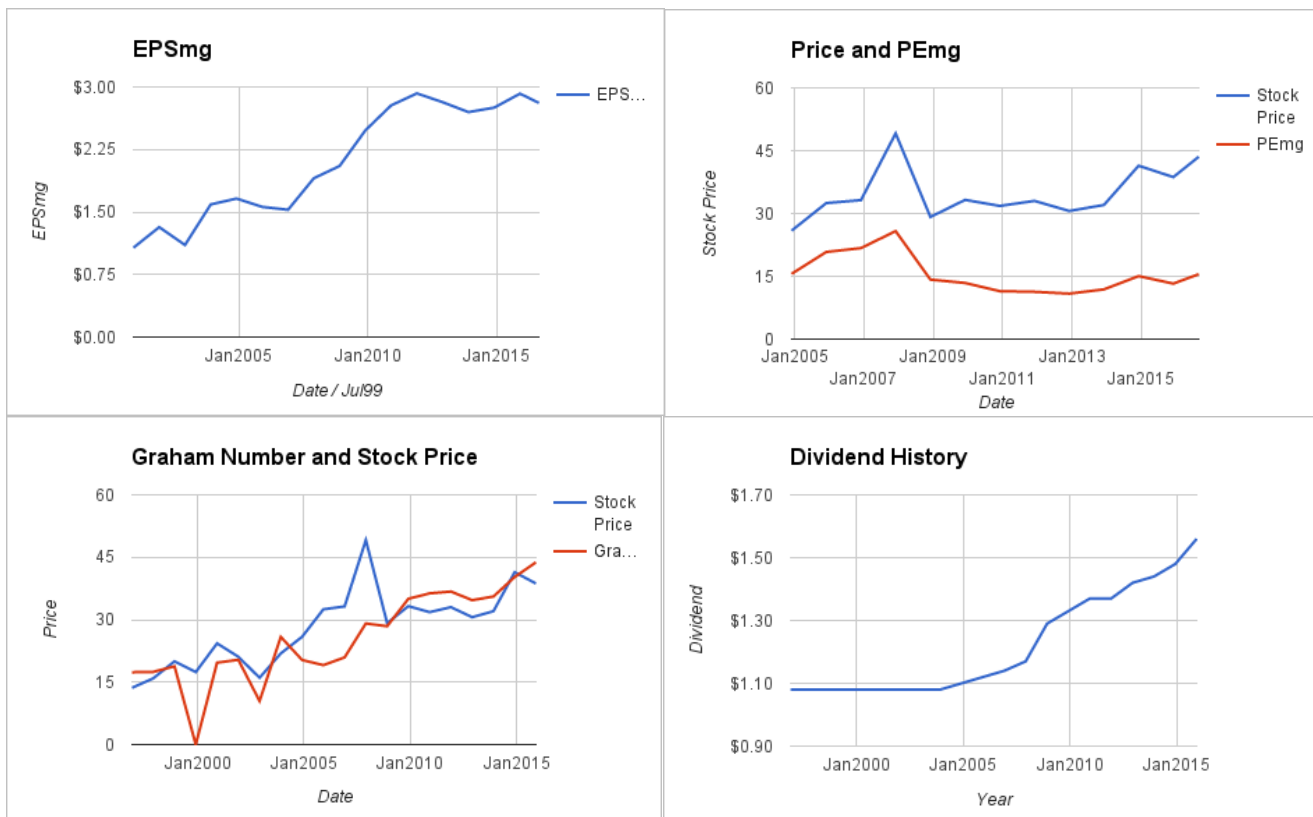 EPSmg
$3.00
$2.25
$1.50
$0.75
$0.00
EPSmg
EPS...
Jan2005
Jan2010
Jan2015
Date / Jul99
Price and PEmg
60
45
30
15
0
Stock Price
Stock
Price
PEmg
Jan2005
Jan2009
Jan2013
Jan2007
Jan2011
Jan2015
Date
Graham Number and Stock Price
60
45
30
15
0
Price
Stock
Price
Gra...
Jan2000
Jan2005
Jan2010
Jan2015
Date
Dividend History
$1.70
$1.50
$1.30
$1.10
$0.90
Dividend
Jan2000
Jan2005
Jan2010
Jan2015
Year